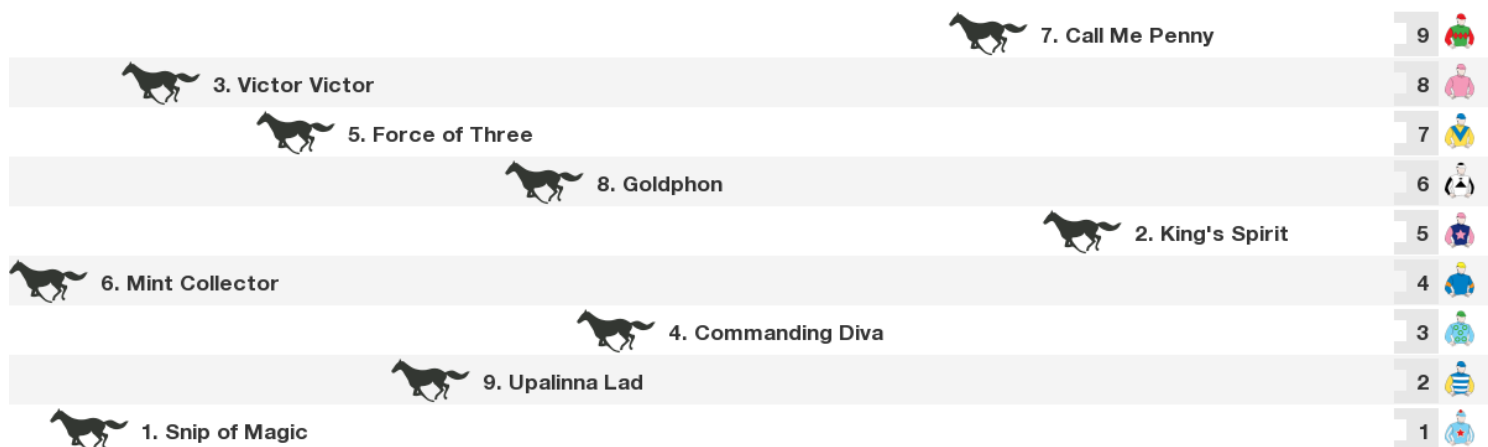 7. Call Me Penny 9
3. Victor Victor 8
5. Force of Three 7
8. Goldphon 6
2. King's Spirit 5
6. Mint Collector 4
4. Commanding Diva 3
9. Upalinna Lad 2
1. Snip of Magic 1